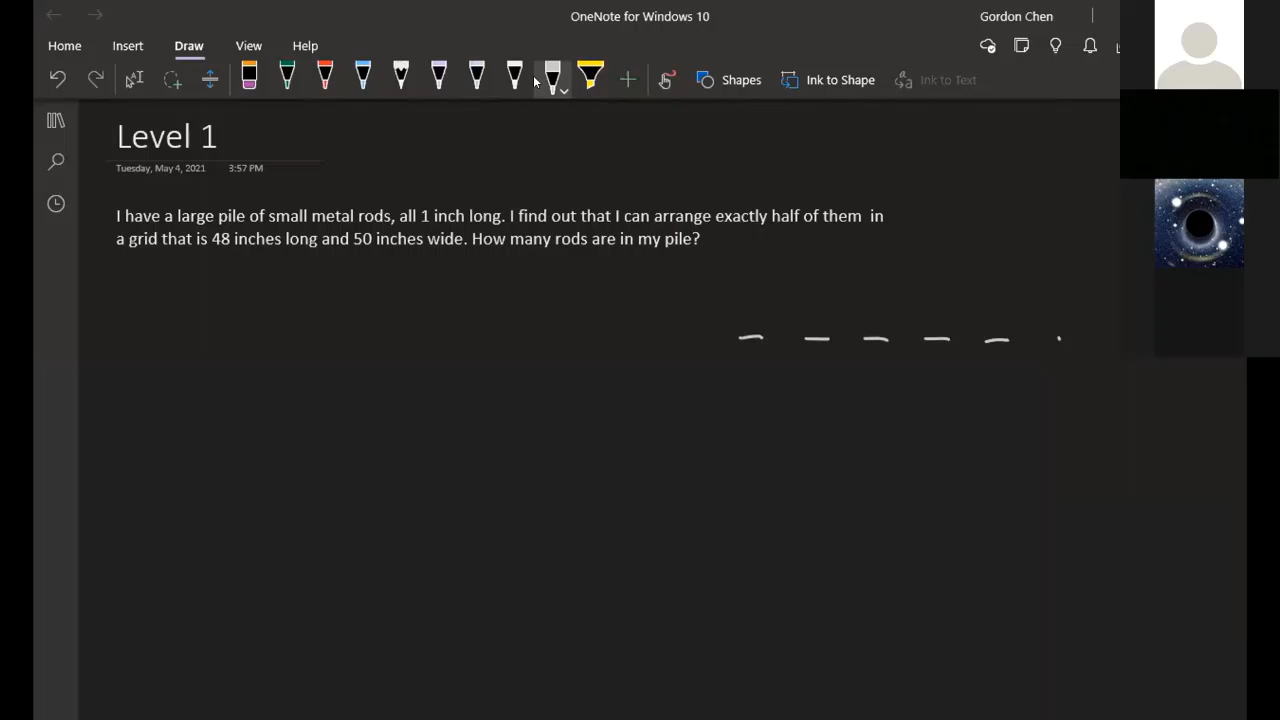 OneNote for Windows 10
Gordon Chen
Home Insert Draw View Help
Shapes Ink to Shape Ink to Text
Level 1
Tuesday, May 4, 2021 3:57 PM
I have a large pile of small metal rods, all 1 inch long. I find out that I can arrange exactly half of them in
a grid that is 48 inches long and 50 inches wide. How many rods are in my pile?